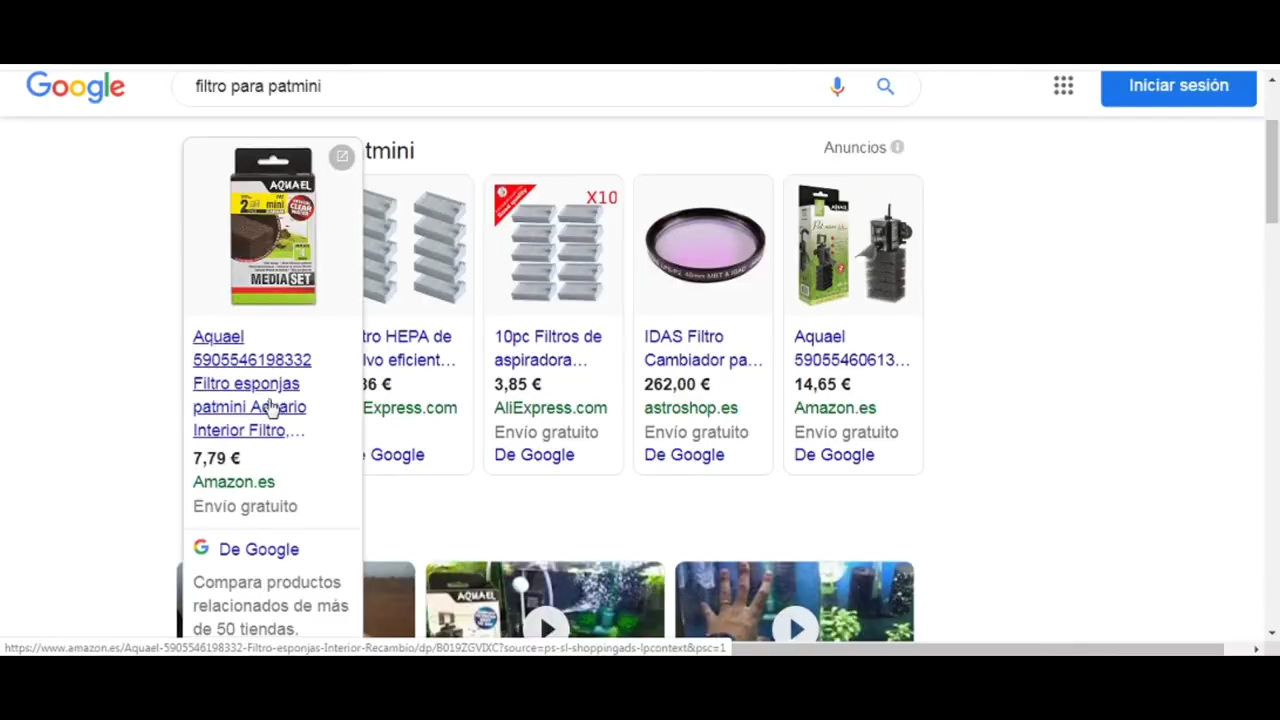 Google
filtro para patmini
Iniciar sesión
tmini
Anuncios
AQUAEL
2
mini
CLEAR
WATER
MEDIA SET
Aquael
5905546198332
Filtro esponjas
patmini Acuario
Interior Filtro,...
7,79 €
Amazon.es
Envío gratuito
De Google
Compara productos
relacionados de más
de 50 tiendas.
tro HEPA de
lvo eficient...
36 €
Express.com
Google
X10
10pc Filtros de
aspiradora...
3,85 €
AliExpress.com
Envío gratuito
De Google
IDAS Filtro
Cambiador pa...
262,00 €
astroshop.es
Envío gratuito
De Google
AQUAEL
Aquael
59055460613...
14,65 €
Amazon.es
Envío gratuito
De Google
AQUAEL
https://www.amazon.es/Aquael-5905546198332-Filtro-esponjas-Interior-Recambio/dp/B019ZGVIXC?source=ps-sl-shoppingads-lpcontext&psc=1